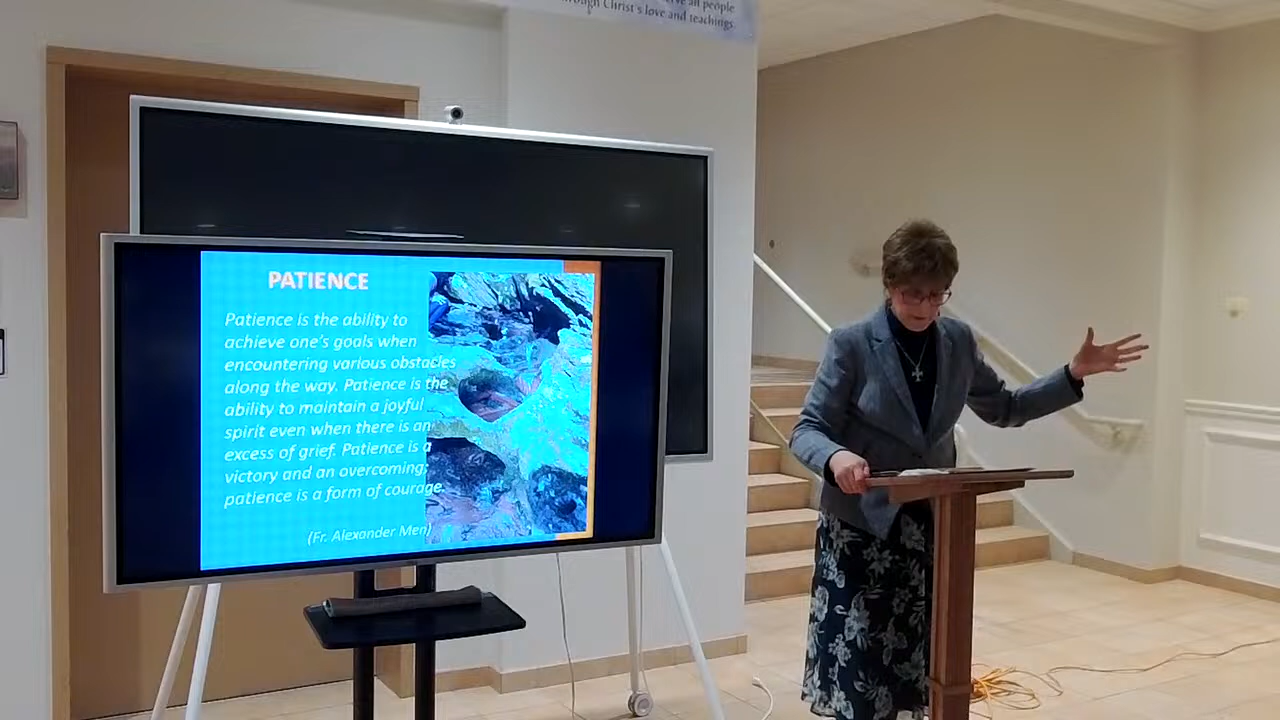 all people
through Christ's love and teachings.
PATIENCE
Patience is the ability to
achieve one's goals when
encountering various obstacles
along the way. Patience is the
ability to maintain a joyful
spirit even when there is an
excess of grief. Patience is a
victory and an overcoming;
patience is a form of courage.
(Fr. Alexander Men)